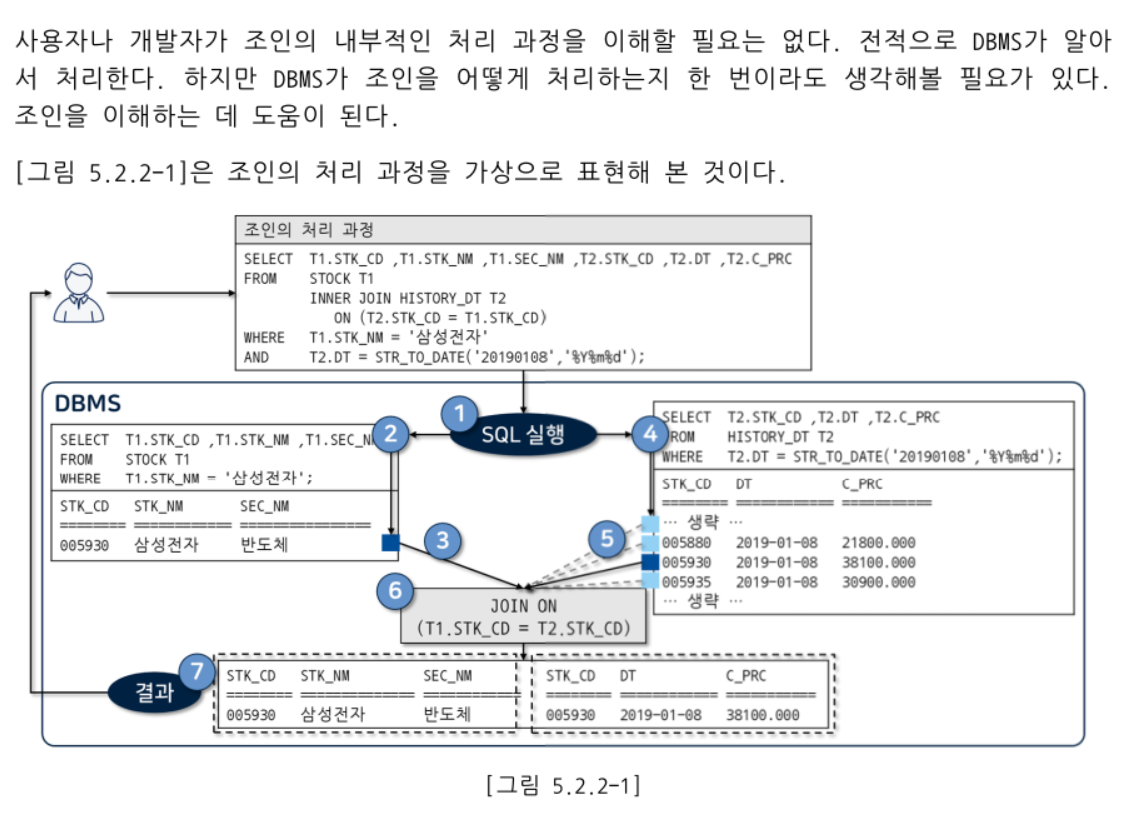 사용자나 개발자가 조인의 내부적인 처리 과정을 이해할 필요는 없다. 전적으로 DBMS가 알아
서 처리한다. 하지만 DBMS가 조인을 어떻게 처리하는지 한 번이라도 생각해볼 필요가 있다.
조인을 이해하는 데 도움이 된다.
[그림 5.2.2-1]은 조인의 처리 과정을 가상으로 표현해 본 것이다.
조인의 처리 과정
SELECT T1.STK_CD ,T1.STK_NM ,T1.SEC_NM ,T2.STK_CD ,T2.DT ,T2.C_PRC
FROM STOCK T1
INNER JOIN HISTORY_DT T2
ON (T2.STK_CD = T1.STK_CD)
WHERE T1.STK_NM = '삼성전자'
AND T2.DT = STR_TO_DATE('20190108','%Y%m%d');
DBMS
1
SQL 실행
2
SELECT T1.STK_CD ,T1.STK_NM ,T1.SEC_N
FROM STOCK T1
WHERE T1.STK_NM = '삼성전자';
STK_CD STK_NM SEC_NM
======== ============ ================
005930 삼성전자 반도체
3
4
SELECT T2.STK_CD ,T2.DT ,T2.C_PRC
ROM HISTORY_DT T2
WHERE T2.DT = STR_TO_DATE('20190108','%Y%m%d');
STK_CD DT C_PRC
======== ============ ===========
… 생략 …
005880 2019-01-08 21800.000
005930 2019-01-08 38100.000
005935 2019-01-08 30900.000
… 생략 …
5
6
JOIN ON
(T1.STK_CD = T2.STK_CD)
7
결과
STK_CD STK_NM SEC_NM
======== ============== ============
005930 삼성전자 반도체
STK_CD DT C_PRC
======== ============ ===========
005930 2019-01-08 38100.000
[그림 5.2.2-1]